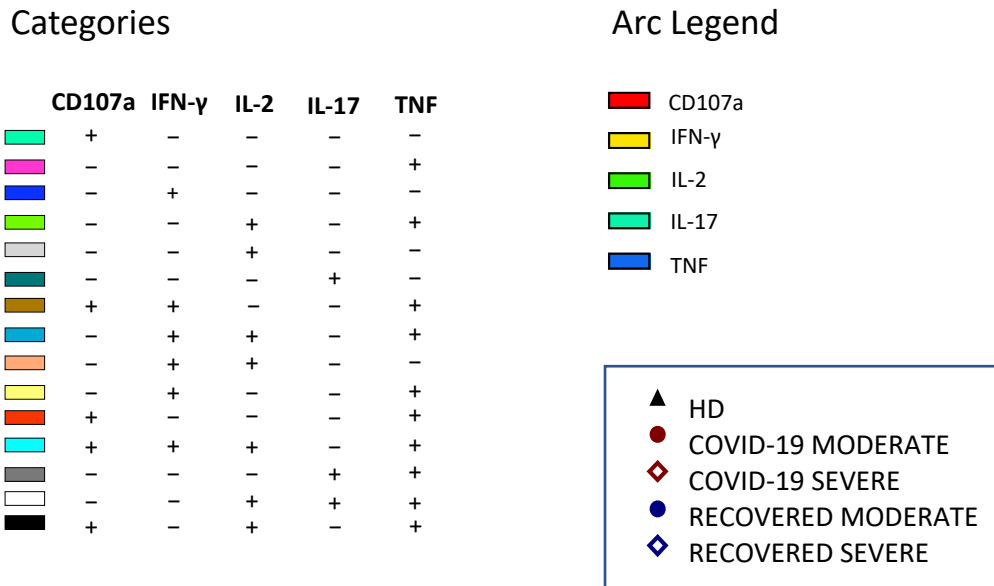 Categories
CD107a IFN-γ IL-2 IL-17 TNF
+ − − − −
− − − − +
− + − − −
− − + − +
− − + − −
− − − + −
+ + − − +
− + + − +
− + + − −
− + − − +
+ − − − +
+ + + − +
− − − + +
− − + + +
+ − + − +
Arc Legend
CD107a
IFN-γ
IL-2
IL-17
TNF
HD
COVID-19 MODERATE
COVID-19 SEVERE
RECOVERED MODERATE
RECOVERED SEVERE